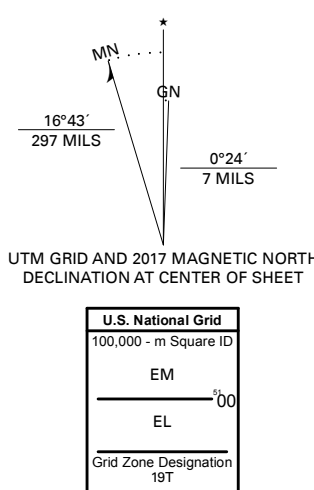 ★
MN
GN
16°43´
297 MILS
0°24´
7 MILS
UTM GRID AND 2017 MAGNETIC NORTH
DECLINATION AT CENTER OF SHEET
U.S. National Grid
100,000 - m Square ID
EM
51 00
EL
Grid Zone Designation
19T